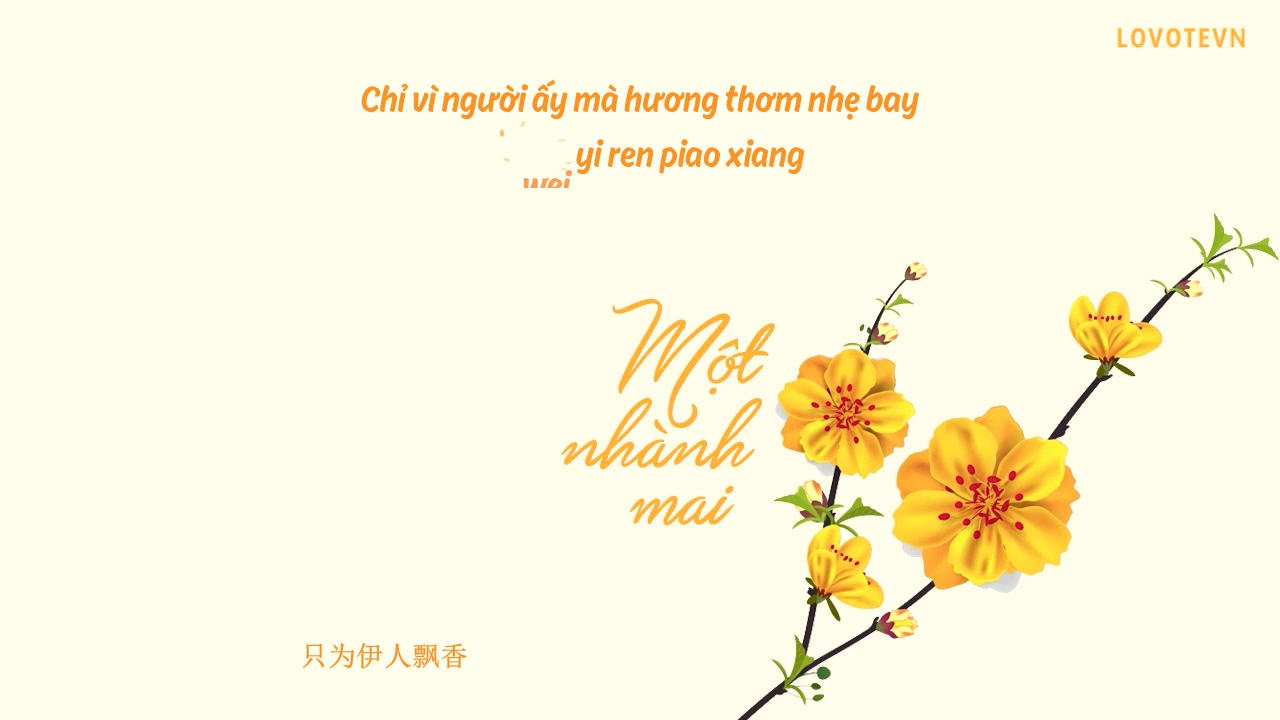 LOVOTEVN
Chỉ vì người ấy mà hương thơm nhẹ bay
yi ren piao xiang
wei
Một
nhành
mai
只为伊人飘香